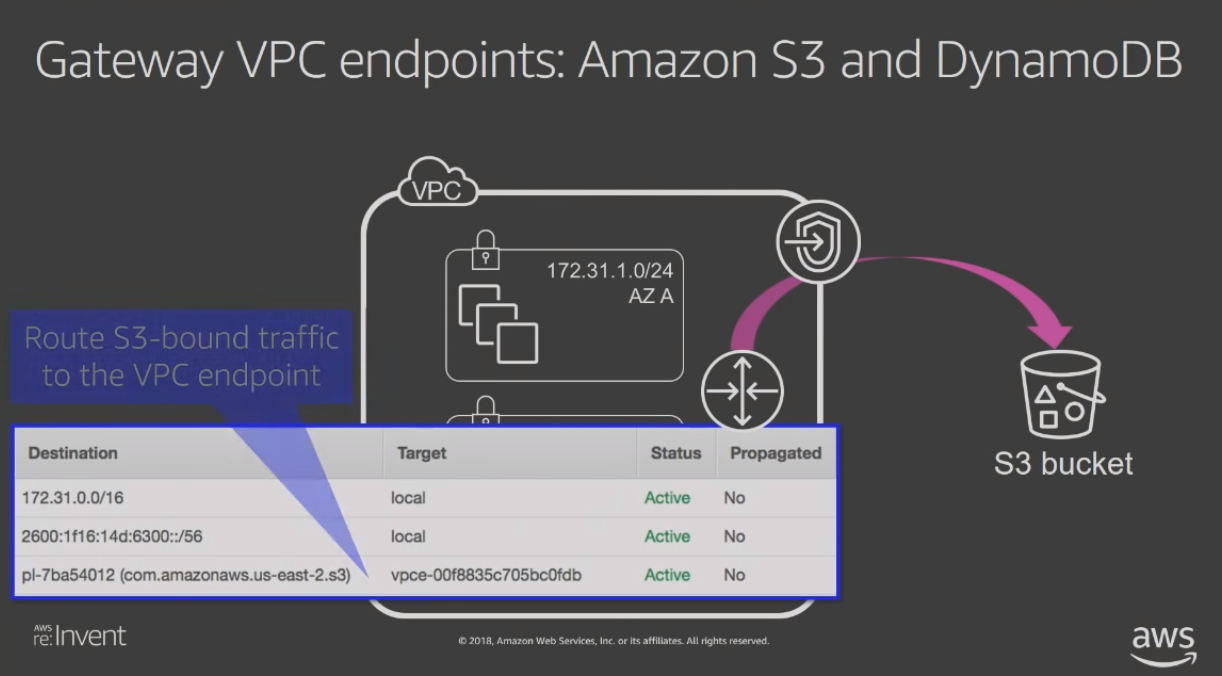 Gateway VPC endpoints: Amazon S3 and DynamoDB
VPC
172.31.1.0/24
AZ A
Route S3-bound traffic
to the VPC endpoint
Destination Target Status Propagated
172.31.0.0/16 local Active No
2600:1f16:14d:6300::/56 local Active No
pl-7ba54012 (com.amazonaws.us-east-2.s3) vpce-00f8835c705bc0fdb Active No
S3 bucket
AWS
re:Invent
© 2018, Amazon Web Services, Inc. or its affiliates. All rights reserved.
aws